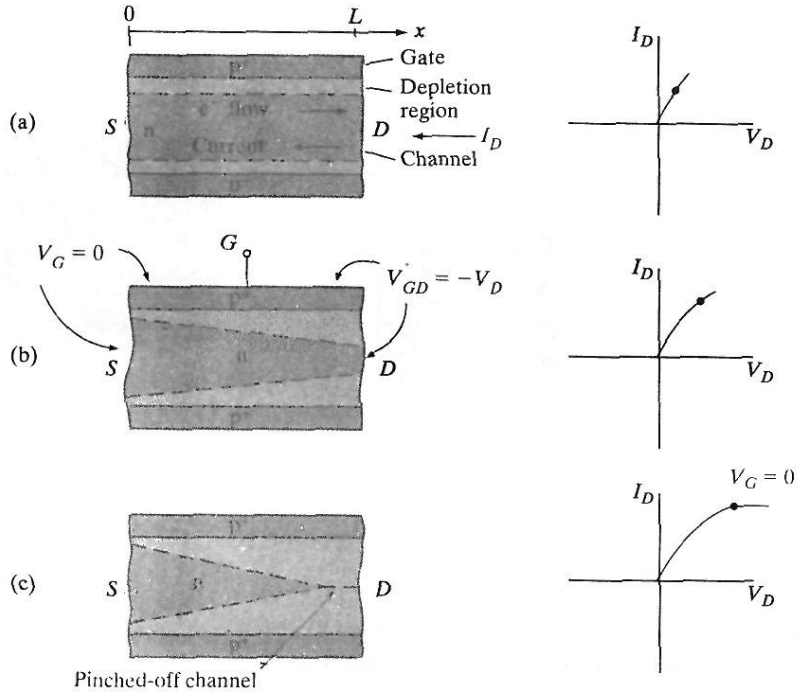 0 L
x
P⁺
Gate
Depletion
region
(a) S n e⁻ flow D I_D
Current
Channel
P⁺
I_D
V_D
V_G = 0 G V_GD = −V_D
P⁺
(b) S n D
P⁺
I_D
V_D
V_G = 0
P⁺
I_D
(c) S n D
P⁺
V_D
Pinched-off channel